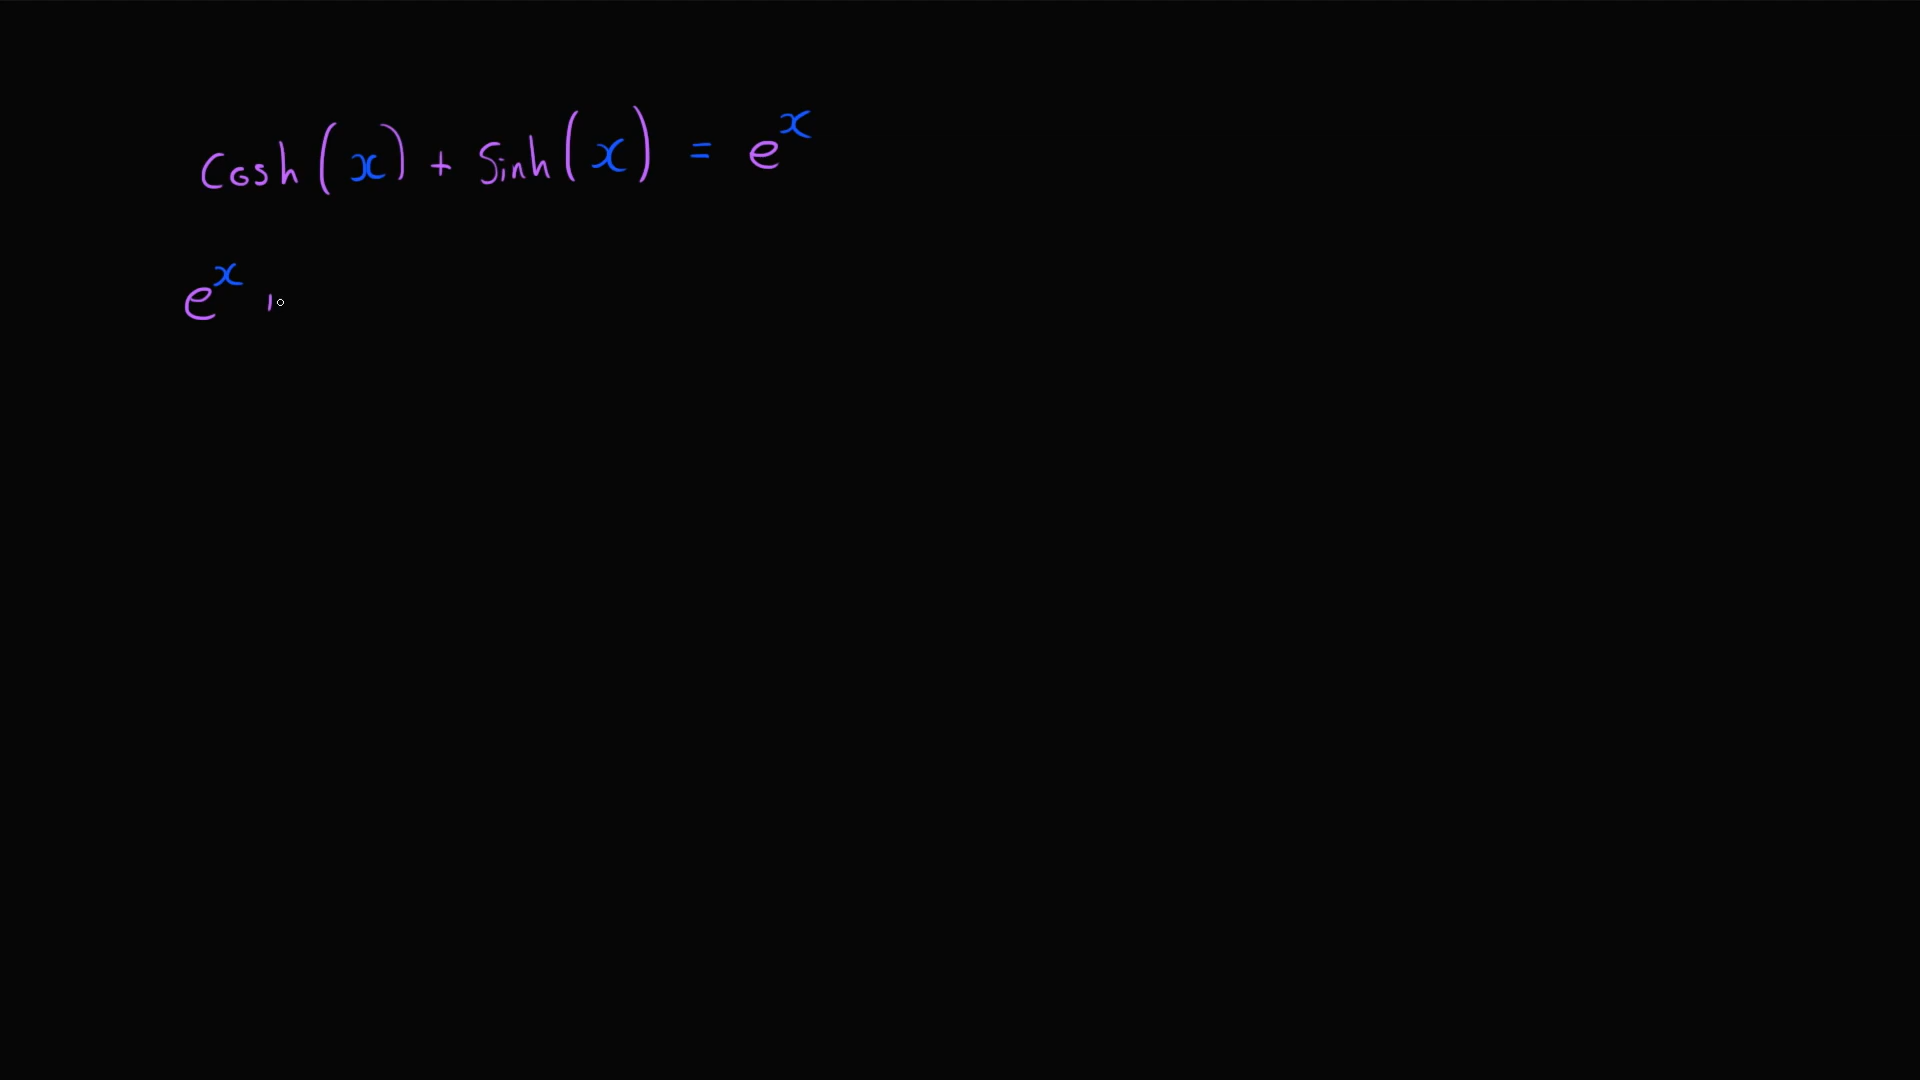 Cosh(x) + Sinh(x) = e^x
e^x